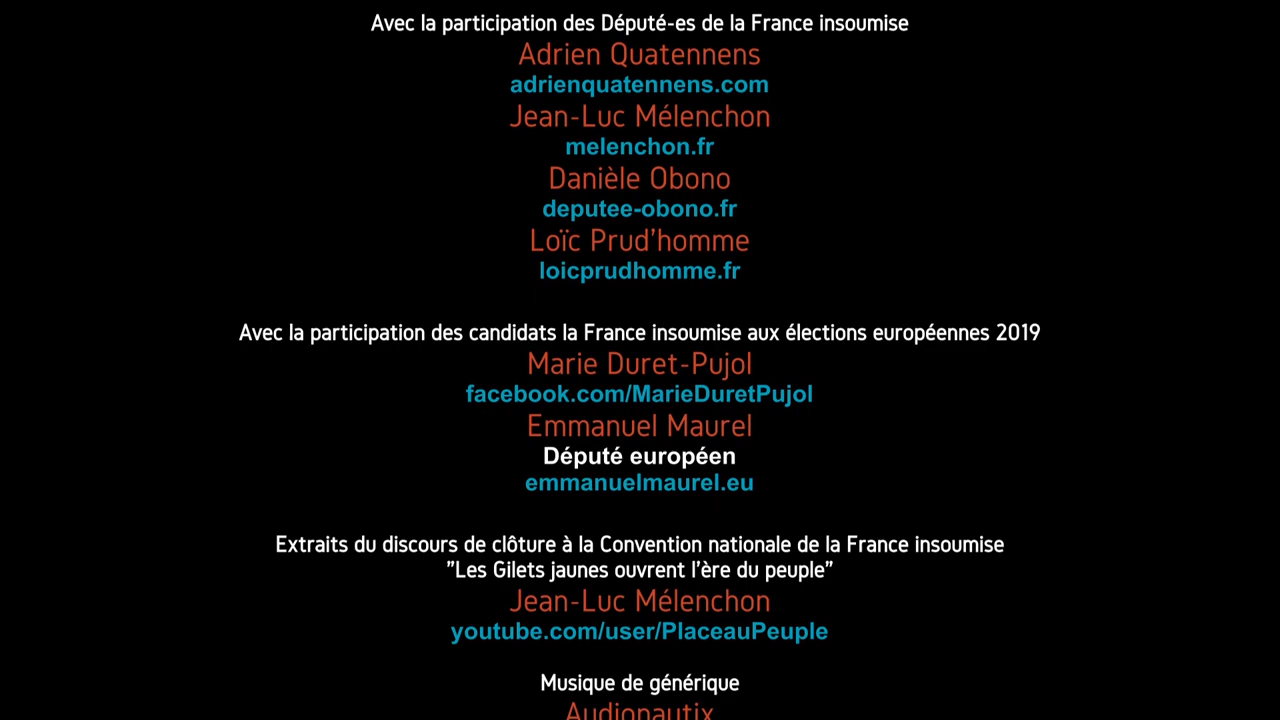 Avec la participation des Député-es de la France insoumise
Adrien Quatennens
adrienquatennens.com
Jean-Luc Mélenchon
melenchon.fr
Danièle Obono
deputee-obono.fr
Loïc Prud’homme
loicprudhomme.fr
Avec la participation des candidats la France insoumise aux élections européennes 2019
Marie Duret-Pujol
facebook.com/MarieDuretPujol
Emmanuel Maurel
Député européen
emmanuelmaurel.eu
Extraits du discours de clôture à la Convention nationale de la France insoumise
”Les Gilets jaunes ouvrent l’ère du peuple”
Jean-Luc Mélenchon
youtube.com/user/PlaceauPeuple
Musique de générique
Audionautix